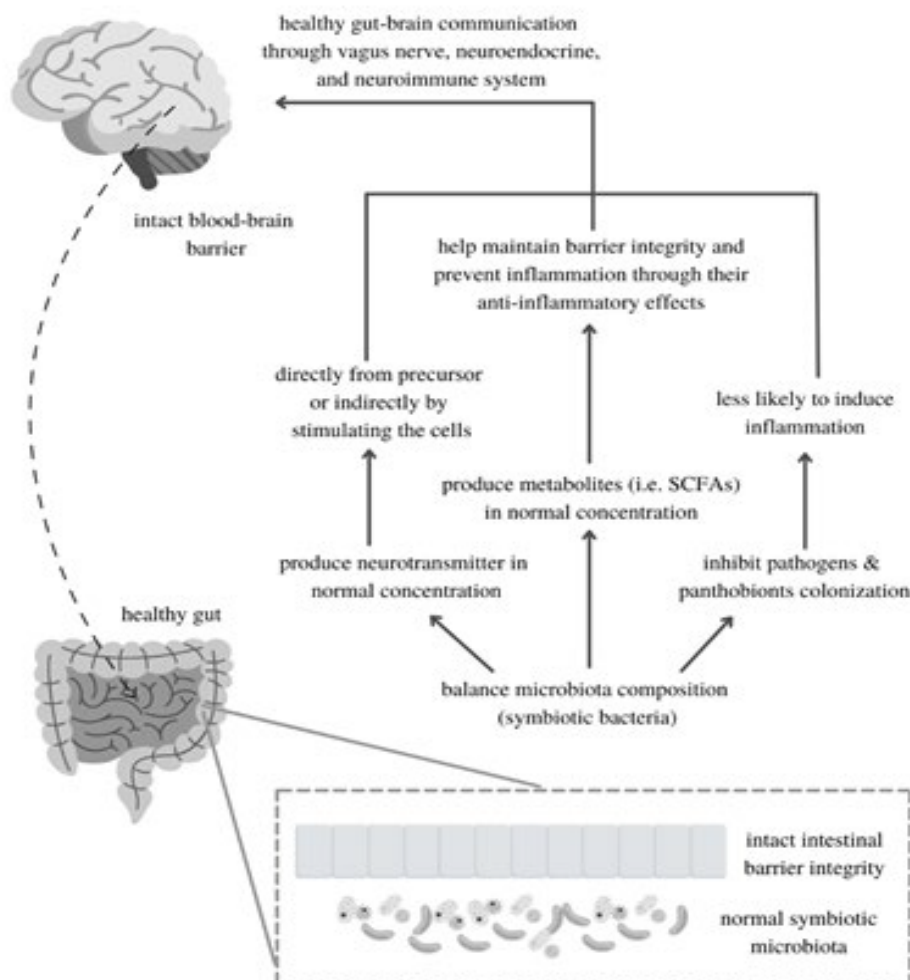 healthy gut-brain communication
through vagus nerve, neuroendocrine,
and neuroimmune system
intact blood-brain
barrier
help maintain barrier integrity and
prevent inflammation through their
anti-inflammatory effects
directly from precursor
or indirectly by
stimulating the cells
less likely to induce
inflammation
produce metabolites (i.e. SCFAs)
in normal concentration
produce neurotransmitter in
normal concentration
inhibit pathogens &
panthobionts colonization
healthy gut
balance microbiota composition
(symbiotic bacteria)
intact intestinal
barrier integrity
normal symbiotic
microbiota